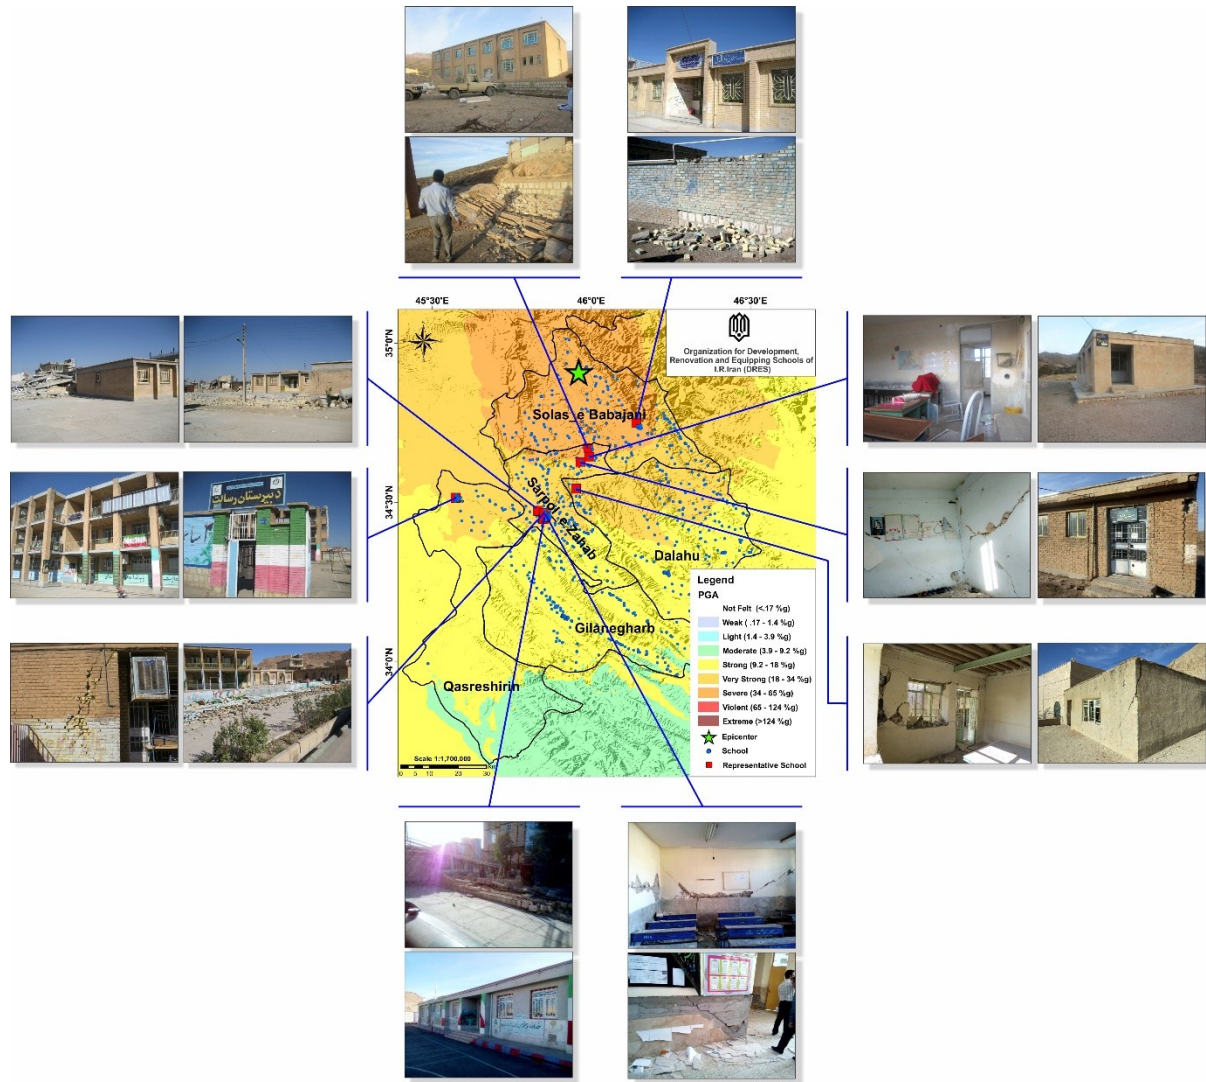 45°30'E
46°0'E
46°30'E
35°0'N
34°30'N
34°0'N
Organization for Development,
Renovation and Equipping Schools of
I.R.Iran (DRES)
Solas_e Babajani
Sarpol_e Zahab
Dalahu
Gilanegharb
Qasreshirin
Legend
PGA
Not Felt (<.17 %g)
Weak ( .17 - 1.4 %g)
Light (1.4 - 3.9 %g)
Moderate (3.9 - 9.2 %g)
Strong (9.2 - 18 %g)
Very Strong (18 - 34 %g)
Severe (34 - 65 %g)
Violent (65 - 124 %g)
Extreme (>124 %g)
Epicenter
School
Representative School
Scale 1:1,700,000
0 5 10 20 30
دبیرستان رسالت